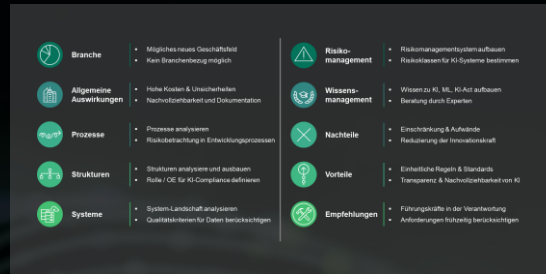 Branche
• Mögliches neues Geschäftsfeld
• Kein Branchenbezug möglich
Allgemeine
Auswirkungen
• Hohe Kosten & Unsicherheiten
• Nachvollziehbarkeit und Dokumentation
Prozesse
• Prozesse analysieren
• Risikobetrachtung in Entwicklungsprozessen
Strukturen
• Strukturen analysiere und ausbauen
• Rolle / OE für KI-Compliance definieren
Systeme
• System-Landschaft analysieren
• Qualitätskriterien für Daten berücksichtigen
Risiko-
management
• Risikomanagementsystem aufbauen
• Risikoklassen für KI-Systeme bestimmen
Wissens-
management
• Wissen zu KI, ML, KI-Act aufbauen
• Beratung durch Experten
Nachteile
• Einschränkung & Aufwände
• Reduzierung der Innovationskraft
Vorteile
• Einheitliche Regeln & Standards
• Transparenz & Nachvollziehbarkeit von KI
Empfehlungen
• Führungskräfte in der Verantwortung
• Anforderungen frühzeitig berücksichtigen